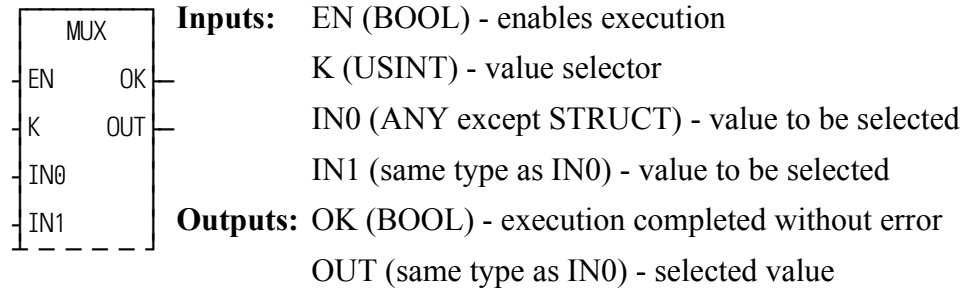 MUX
EN OK
K OUT
IN0
IN1
Inputs: EN (BOOL) - enables execution
K (USINT) - value selector
IN0 (ANY except STRUCT) - value to be selected
IN1 (same type as IN0) - value to be selected
Outputs: OK (BOOL) - execution completed without error
OUT (same type as IN0) - selected value